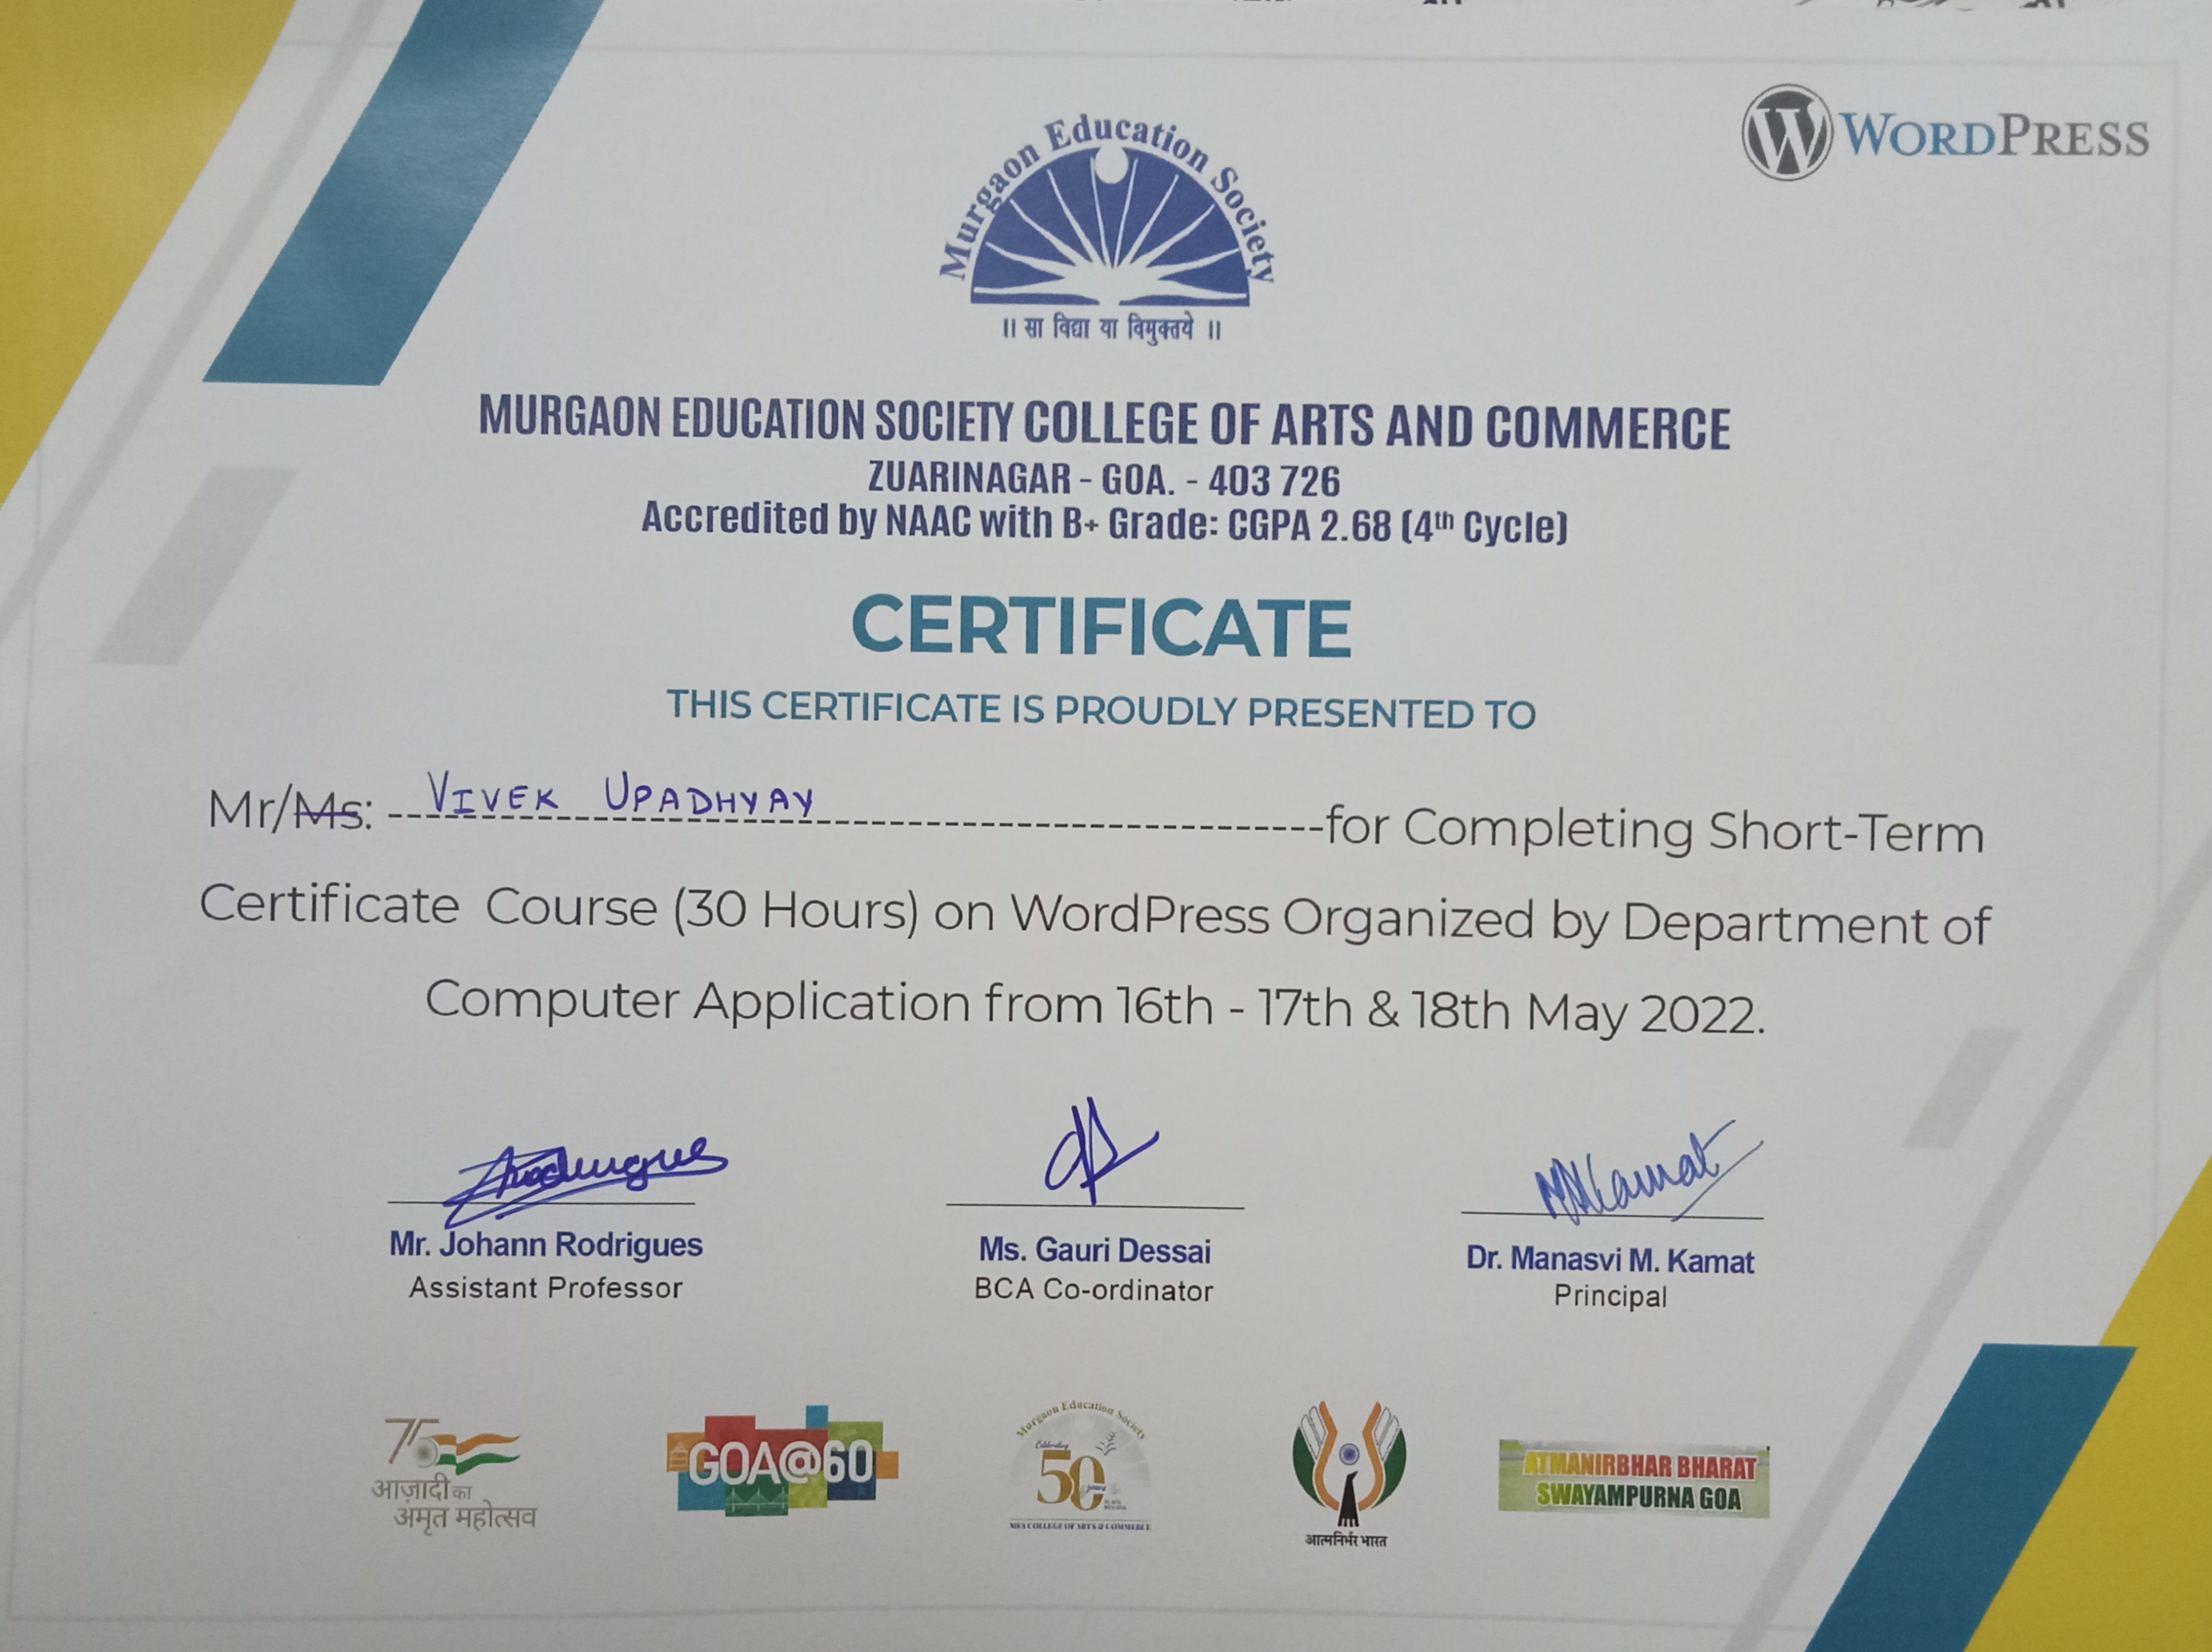 WORDPRESS
Murgaon Education Society
॥ सा विद्या या विमुक्तये ॥
MURGAON EDUCATION SOCIETY COLLEGE OF ARTS AND COMMERCE
ZUARINAGAR - GOA. - 403 726
Accredited by NAAC with B+ Grade: CGPA 2.68 (4th Cycle)
CERTIFICATE
THIS CERTIFICATE IS PROUDLY PRESENTED TO
Mr/Ms: VIVEK UPADHYAY for Completing Short-Term
Certificate Course (30 Hours) on WordPress Organized by Department of
Computer Application from 16th - 17th & 18th May 2022.
Mr. Johann Rodrigues
Assistant Professor
Ms. Gauri Dessai
BCA Co-ordinator
Dr. Manasvi M. Kamat
Principal
75
आज़ादी का
अमृत महोत्सव
GOA@60
Murgaon Education Society
Celebrating
50
MES COLLEGE OF ARTS & COMMERCE
आत्मनिर्भर भारत
ATMANIRBHAR BHARAT
SWAYAMPURNA GOA